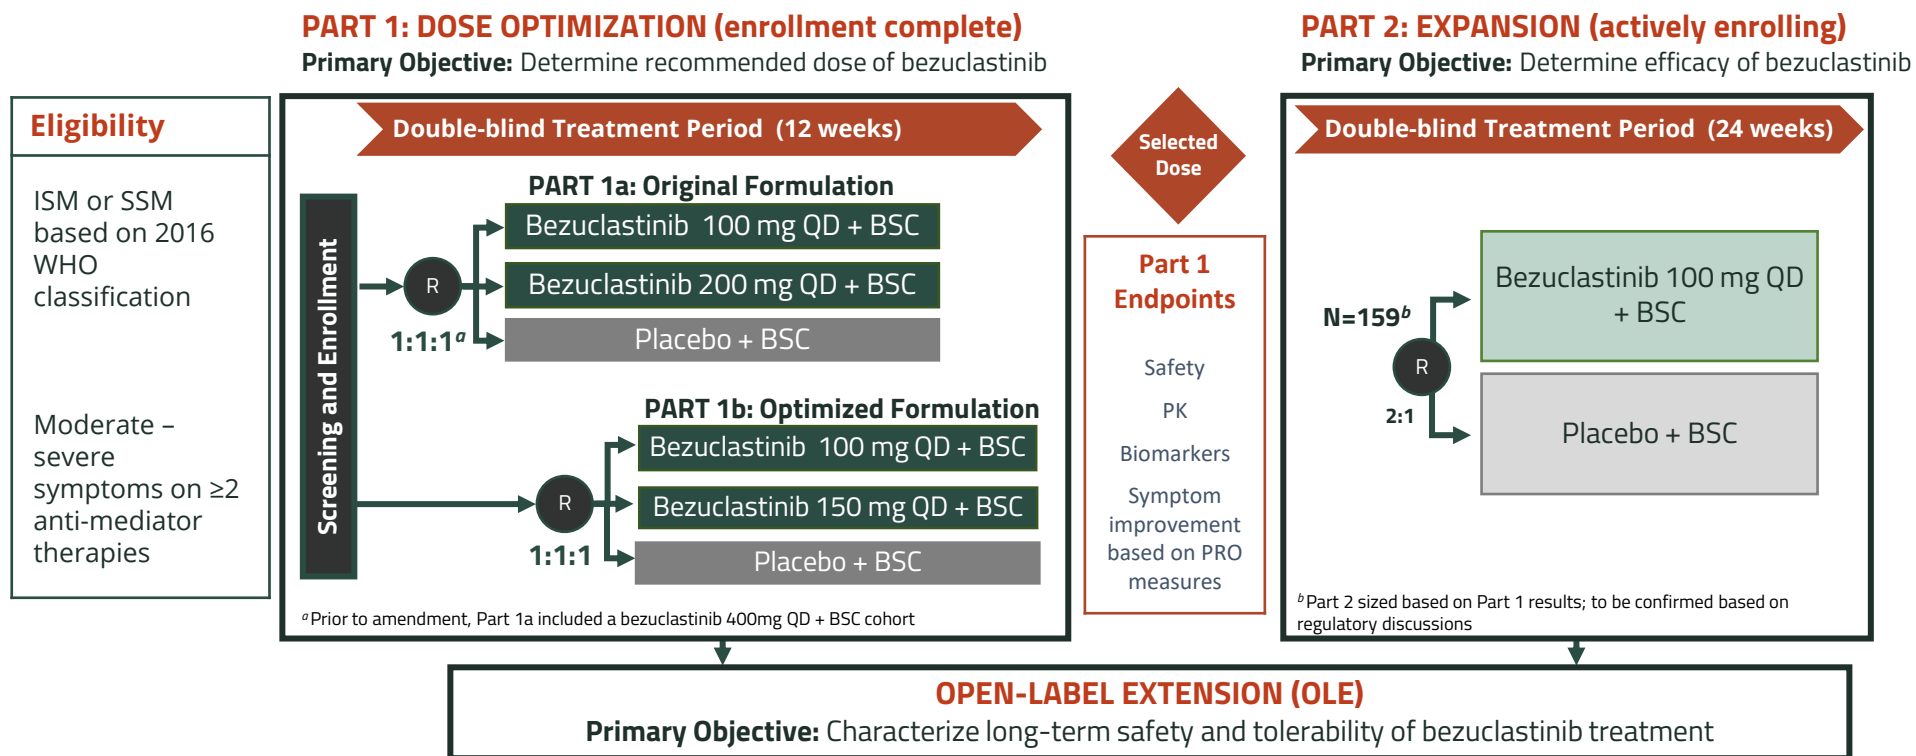 PART 1: DOSE OPTIMIZATION (enrollment complete)
Primary Objective: Determine recommended dose of bezuclastinib
PART 2: EXPANSION (actively enrolling)
Primary Objective: Determine efficacy of bezuclastinib
Eligibility
ISM or SSM
based on 2016
WHO
classification
Moderate –
severe
symptoms on ≥2
anti-mediator
therapies
Screening and Enrollment
Double-blind Treatment Period (12 weeks)
PART 1a: Original Formulation
R
1:1:1a
Bezuclastinib 100 mg QD + BSC
Bezuclastinib 200 mg QD + BSC
Placebo + BSC
PART 1b: Optimized Formulation
R
1:1:1
Bezuclastinib 100 mg QD + BSC
Bezuclastinib 150 mg QD + BSC
Placebo + BSC
a Prior to amendment, Part 1a included a bezuclastinib 400mg QD + BSC cohort
Selected
Dose
Part 1
Endpoints
Safety
PK
Biomarkers
Symptom
improvement
based on PRO
measures
Double-blind Treatment Period (24 weeks)
N=159b
R
2:1
Bezuclastinib 100 mg QD
+ BSC
Placebo + BSC
b Part 2 sized based on Part 1 results; to be confirmed based on
regulatory discussions
OPEN-LABEL EXTENSION (OLE)
Primary Objective: Characterize long-term safety and tolerability of bezuclastinib treatment